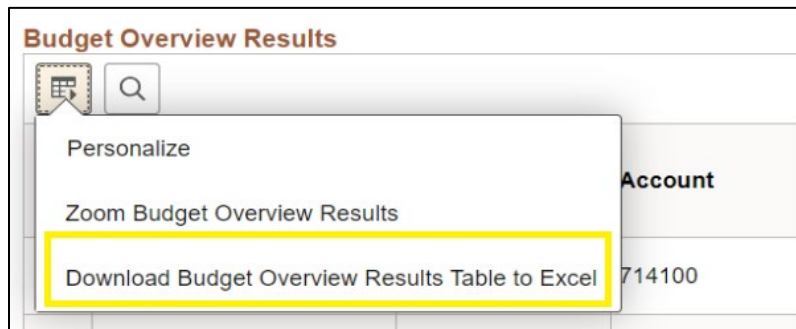 Budget Overview Results
Personalize
Account
Zoom Budget Overview Results
Download Budget Overview Results Table to Excel
714100